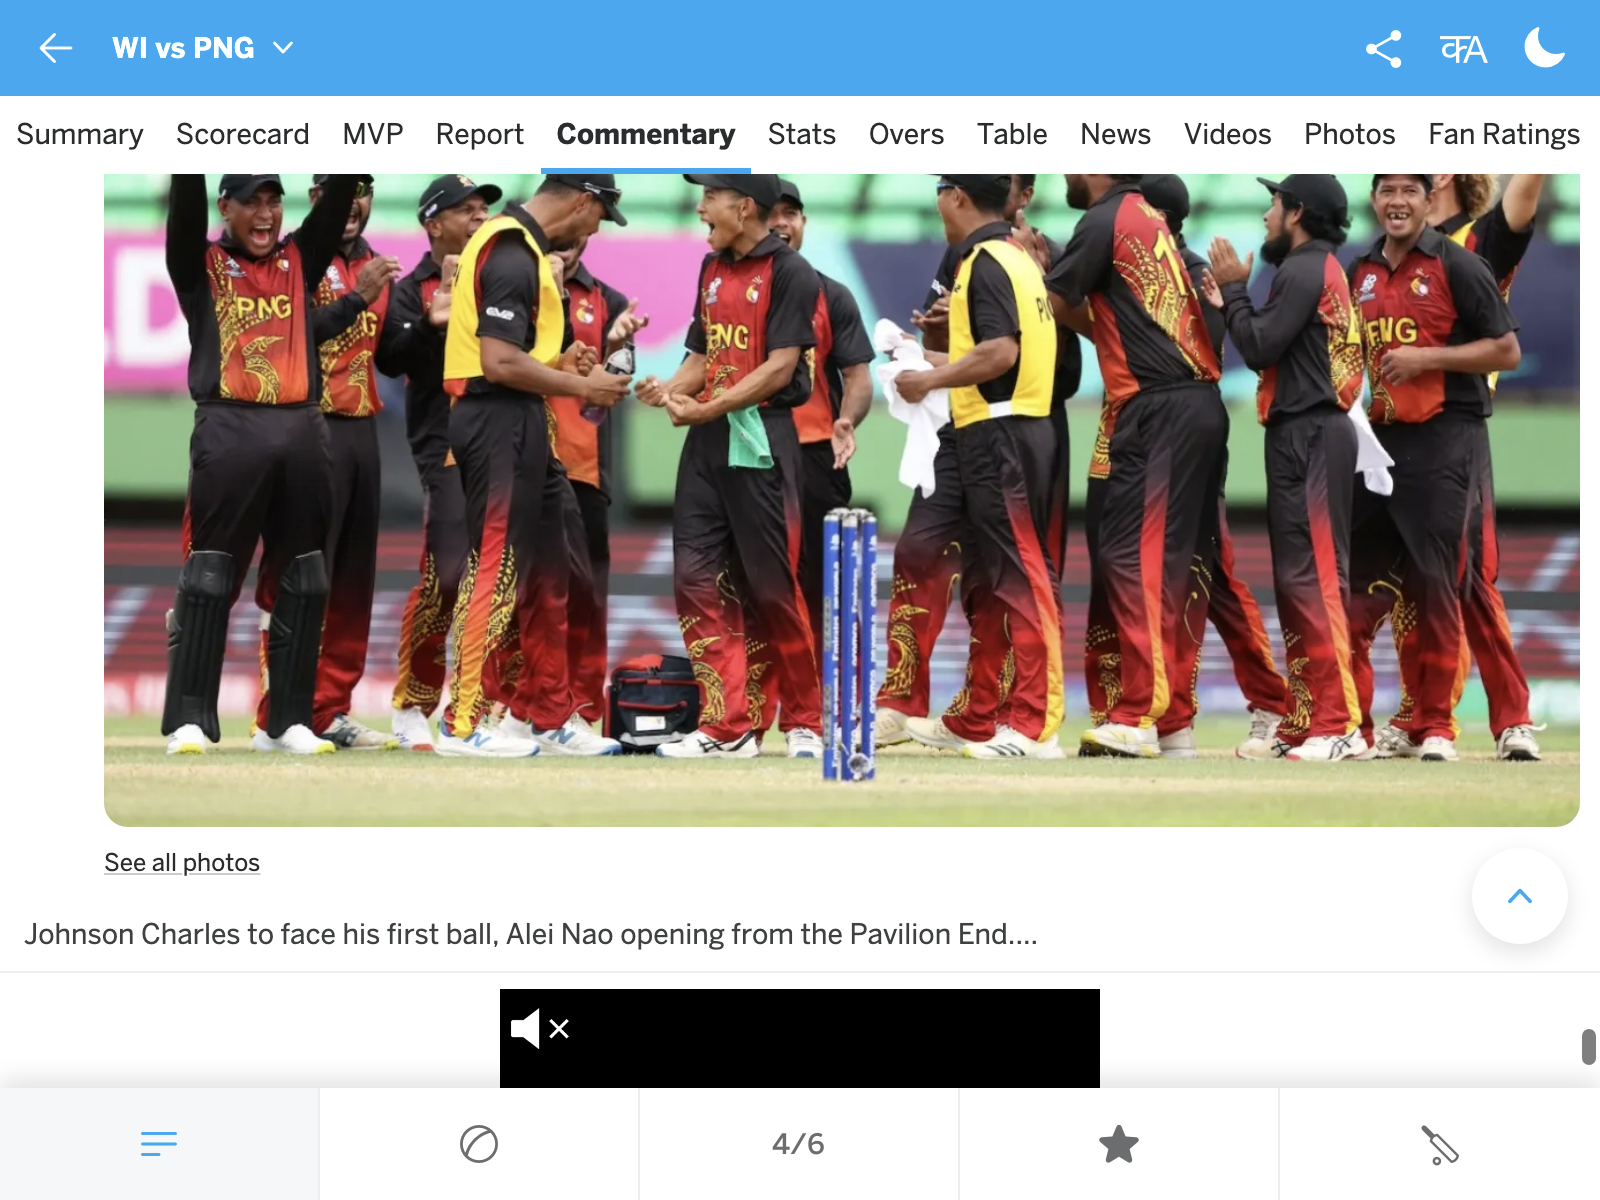 WI vs PNG
कA
Summary Scorecard MVP Report Commentary Stats Overs Table News Videos Photos Fan Ratings
PNG
PNG
See all photos
Johnson Charles to face his first ball, Alei Nao opening from the Pavilion End....
4/6